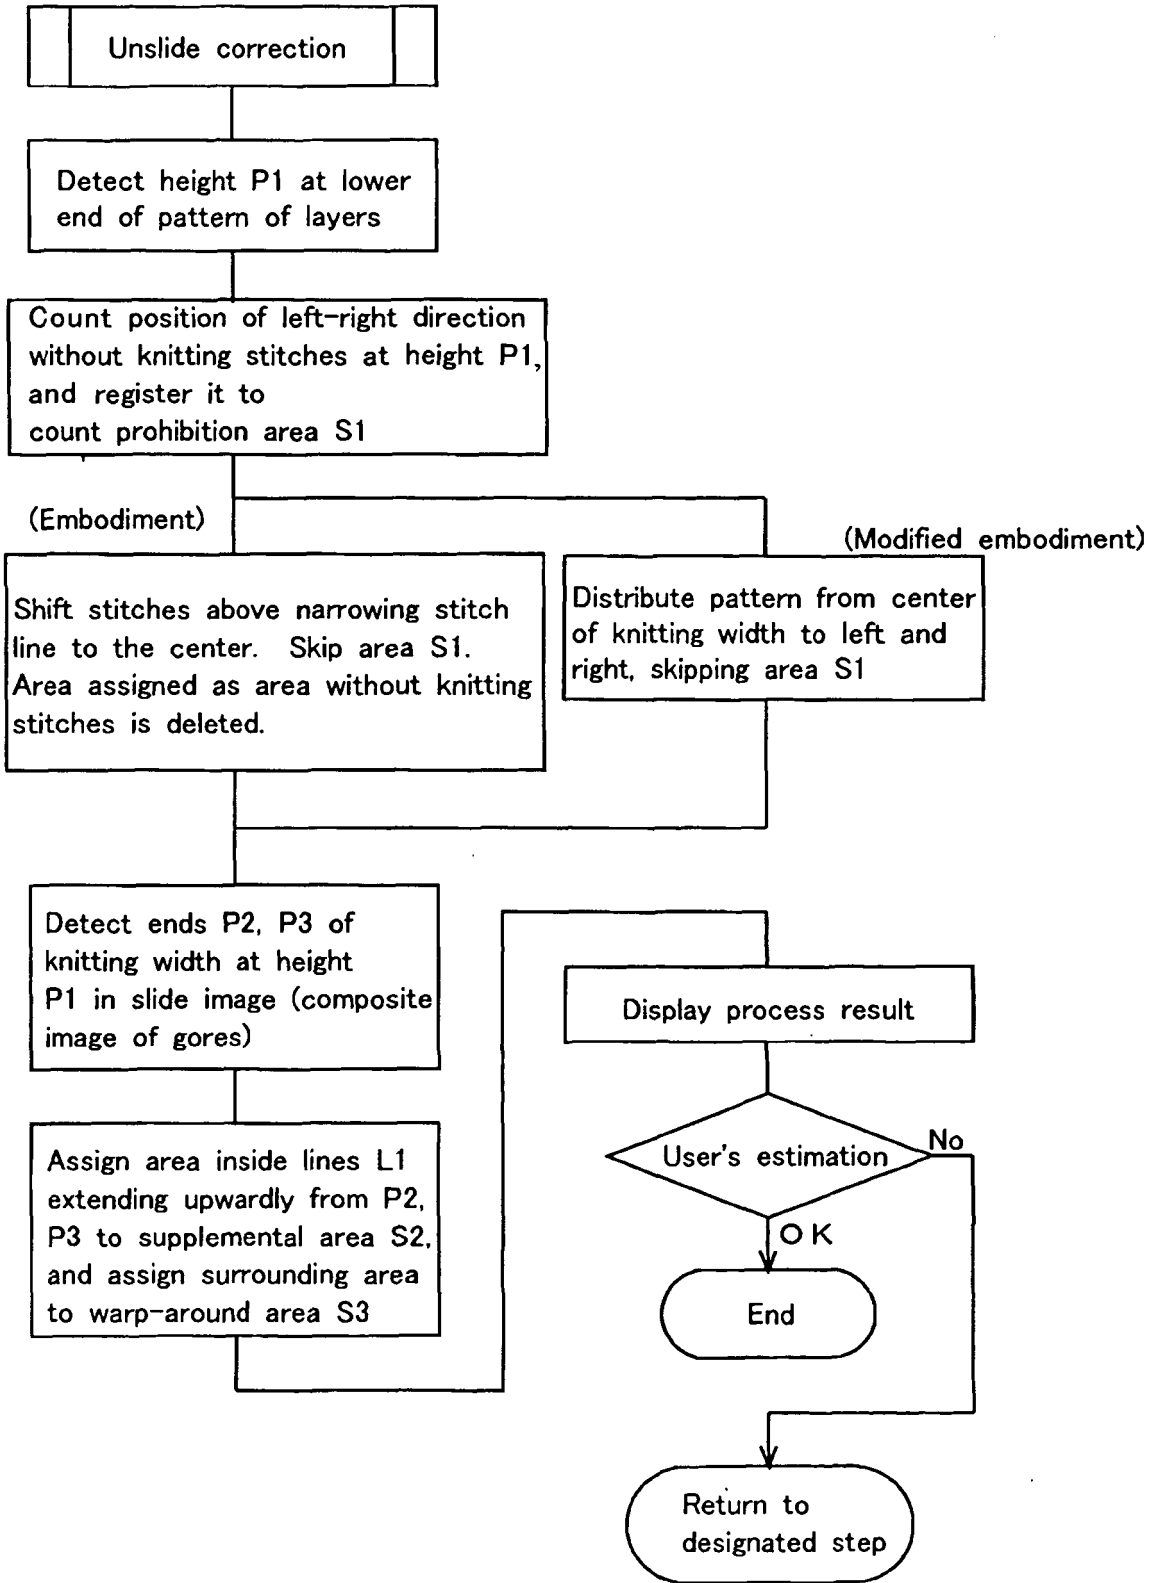 Unslide correction
Detect height P1 at lower
end of pattern of layers
Count position of left-right direction
without knitting stitches at height P1,
and register it to
count prohibition area S1
(Embodiment)
(Modified embodiment)
Shift stitches above narrowing stitch
line to the center. Skip area S1.
Area assigned as area without knitting
stitches is deleted.
Distribute pattern from center
of knitting width to left and
right, skipping area S1
Detect ends P2, P3 of
knitting width at height
P1 in slide image (composite
image of gores)
Assign area inside lines L1
extending upwardly from P2,
P3 to supplemental area S2,
and assign surrounding area
to warp-around area S3
Display process result
User's estimation
No
OK
End
Return to
designated step